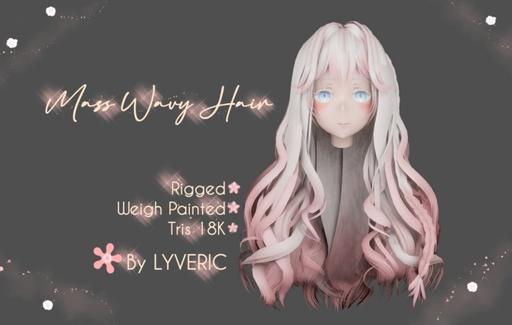 Mass Wavy Hair
Rigged
Weigh Painted
Tris 18K
By LYVERIC